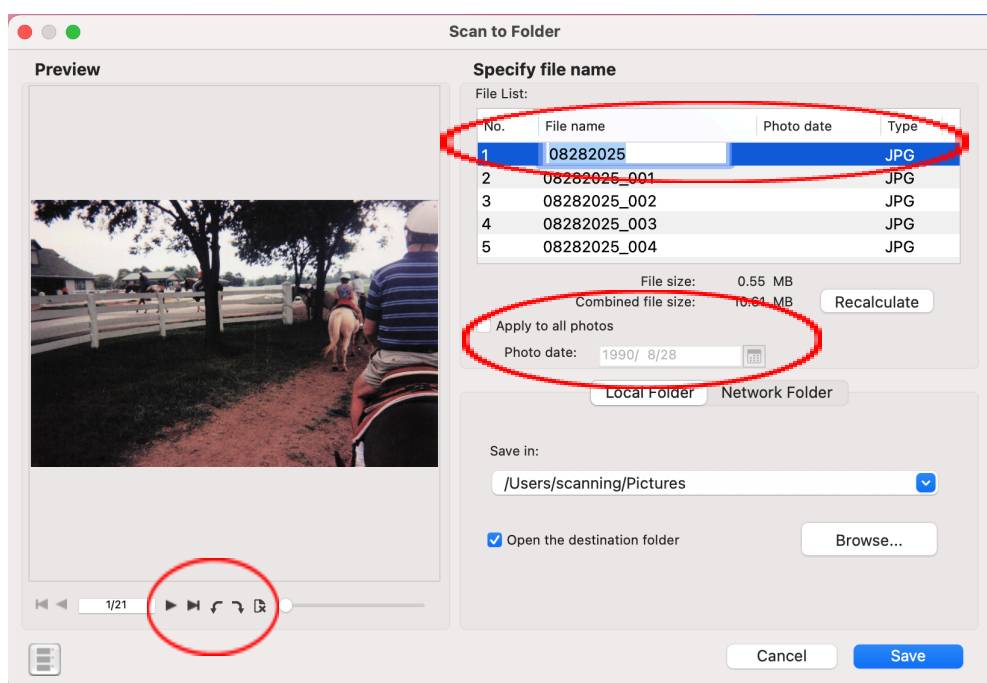 Scan to Folder
Preview
Specify file name
File List:
No. File name Photo date Type
1 08282025 JPG
2 08282025_001 JPG
3 08282025_002 JPG
4 08282025_003 JPG
5 08282025_004 JPG
File size: 0.55 MB
Combined file size: 10.61 MB Recalculate
Apply to all photos
Photo date: 1990/ 8/28
Local Folder Network Folder
Save in:
/Users/scanning/Pictures
Open the destination folder Browse...
1/21
Cancel Save